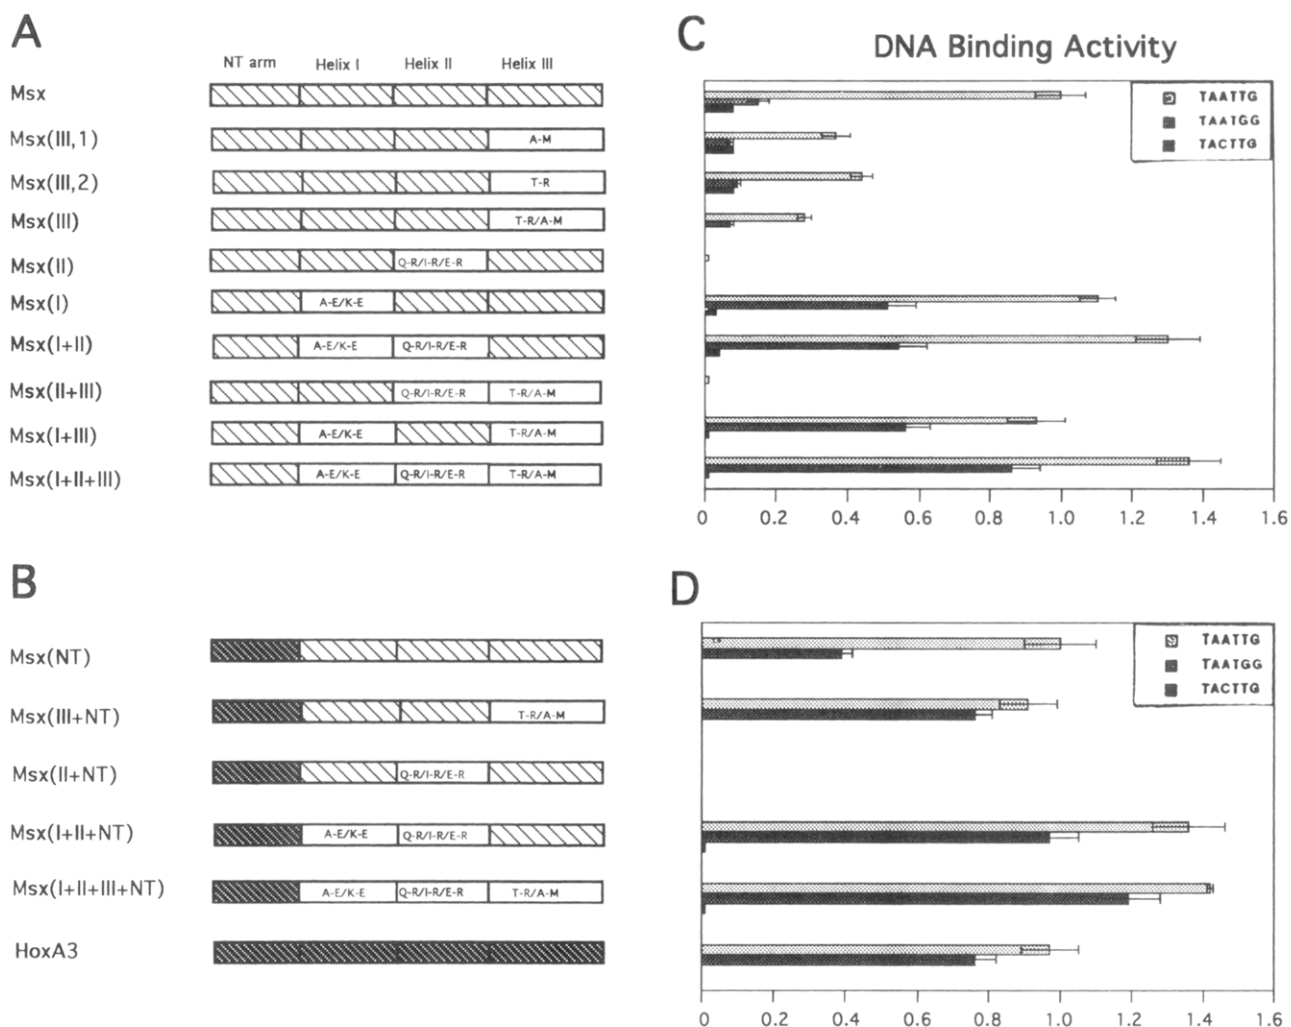 A
NT arm Helix I Helix II Helix III
Msx
Msx(III,1) A-M
Msx(III,2) T-R
Msx(III) T-R/A-M
Msx(II) Q-R/I-R/E-R
Msx(I) A-E/K-E
Msx(I+II) A-E/K-E Q-R/I-R/E-R
Msx(II+III) Q-R/I-R/E-R T-R/A-M
Msx(I+III) A-E/K-E T-R/A-M
Msx(I+II+III) A-E/K-E Q-R/I-R/E-R T-R/A-M
C
DNA Binding Activity
TAATTG
TAATGG
TACTTG
0 0.2 0.4 0.6 0.8 1.0 1.2 1.4 1.6
B
Msx(NT)
Msx(III+NT) T-R/A-M
Msx(II+NT) Q-R/I-R/E-R
Msx(I+II+NT) A-E/K-E Q-R/I-R/E-R
Msx(I+II+III+NT) A-E/K-E Q-R/I-R/E-R T-R/A-M
HoxA3
D
TAATTG
TAATGG
TACTTG
0 0.2 0.4 0.6 0.8 1.0 1.2 1.4 1.6